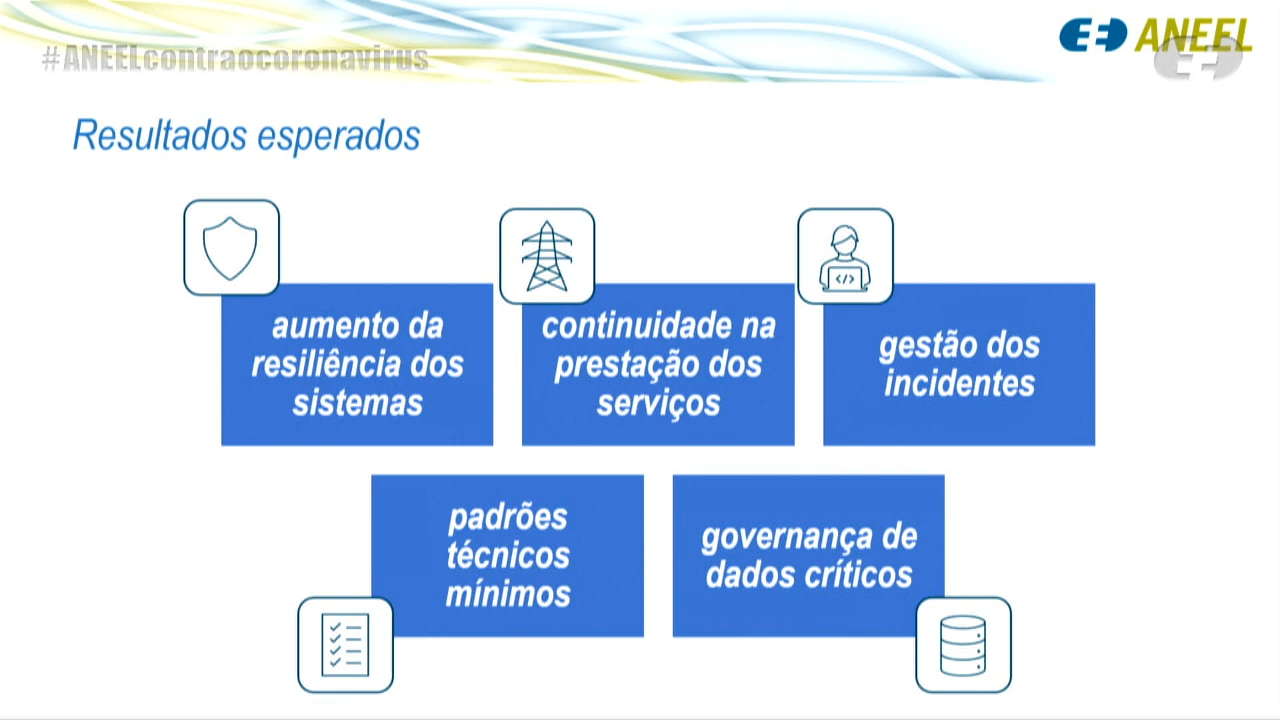 #ANEELcontraocoronavirus
ANEEL
Resultados esperados
aumento da
resiliência dos
sistemas
continuidade na
prestação dos
serviços
</>
gestão dos
incidentes
padrões
técnicos
mínimos
governança de
dados críticos